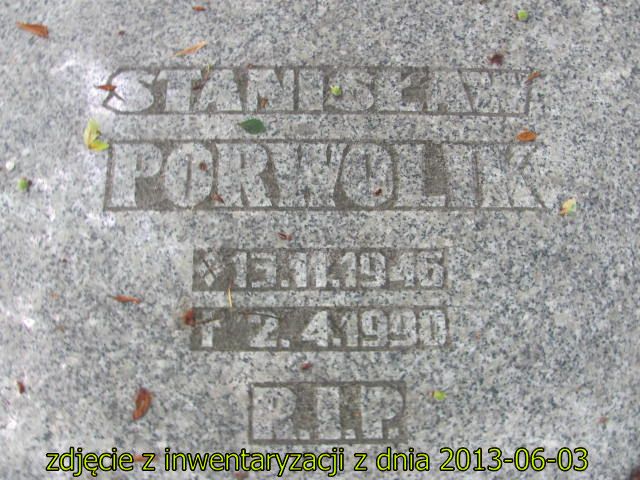 STANISŁAW
PORWOLIK
* 13.11.1946
† 2.4.1990
R.I.P.
zdjęcie z inwentaryzacji z dnia 2013-06-03